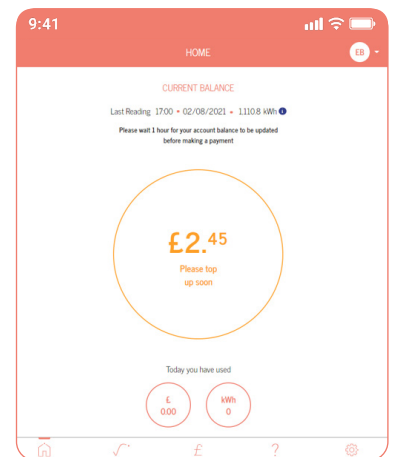 9:41
HOME
EB
CURRENT BALANCE
Last Reading 17:00 • 02/08/2021 • 1,110.8 kWh i
Please wait 1 hour for your account balance to be updated
before making a payment
£2.45
Please top
up soon
Today you have used
£
0.00
kWh
0
£
?